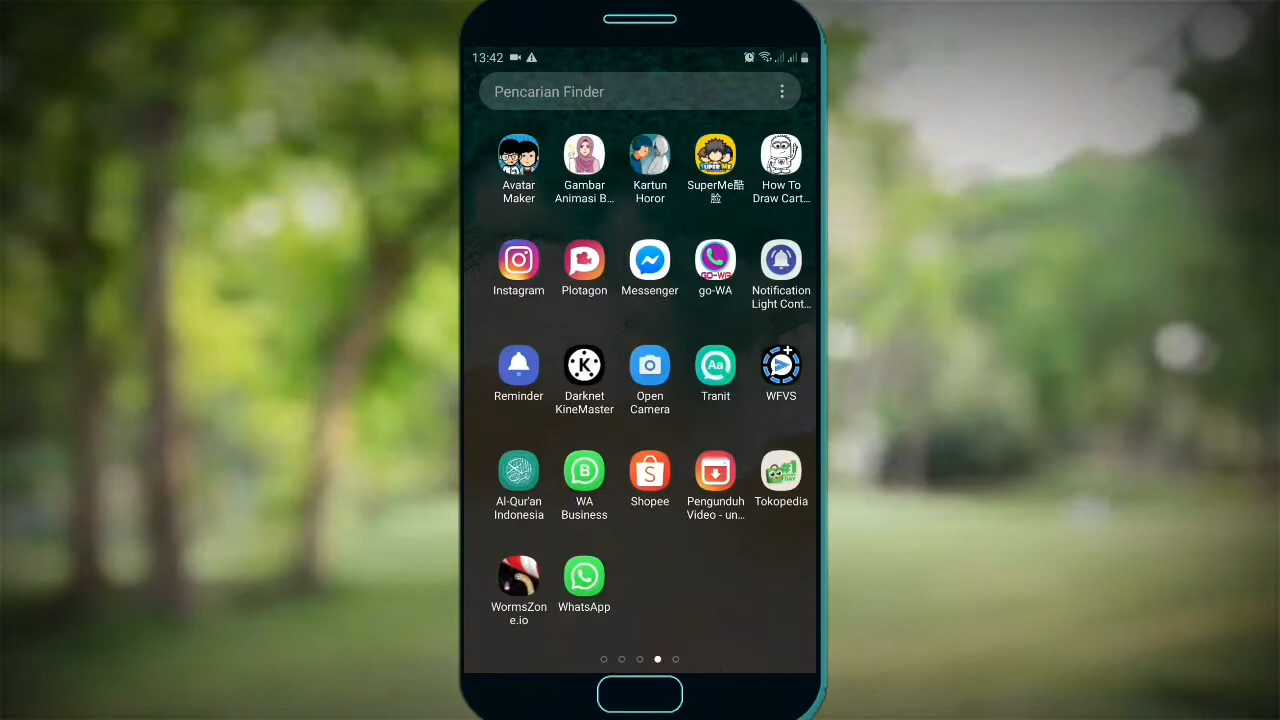 13:42
Pencarian Finder
Avatar
Maker
Gambar
Animasi B...
Kartun
Horor
SuperMe酷
脸
How To
Draw Cart...
Instagram
Plotagon
Messenger
go-WA
Notification
Light Cont...
Reminder
Darknet
KineMaster
Open
Camera
Tranit
WFVS
Al-Qur'an
Indonesia
WA
Business
Shopee
Pengunduh
Video - un...
Tokopedia
WormsZon
e.io
WhatsApp